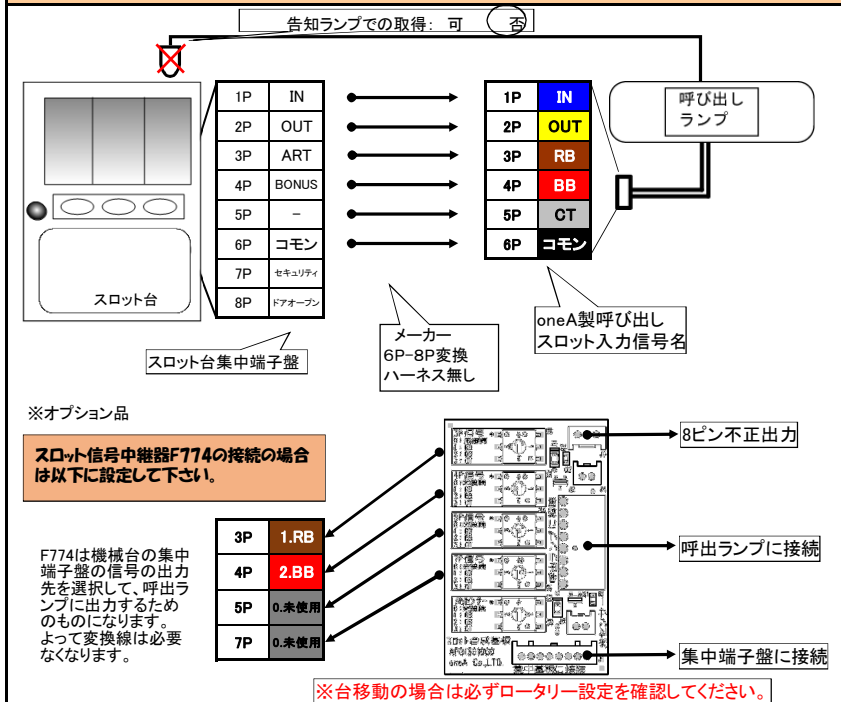 告知ランプでの取得: 可 否
1P IN
2P OUT
3P ART
4P BONUS
5P －
6P コモン
7P セキュリティ
8P ドアオープン
1P IN
2P OUT
3P RB
4P BB
5P CT
6P コモン
呼び出し
ランプ
スロット台
スロット台集中端子盤
メーカー
6P-8P変換
ハーネス無し
oneA製呼び出し
スロット入力信号名
※オプション品
スロット信号中継器F774の接続の場合
は以下に設定して下さい。
F774は機械台の集中
端子盤の信号の出力
先を選択して、呼出ラ
ンプに出力するため
のものになります。
よって変換線は必要
なくなります。
3P 1.RB
4P 2.BB
5P 0.未使用
7P 0.未使用
8ピン不正出力
呼出ランプに接続
集中端子盤に接続
oneA Co.,LTD.
※台移動の場合は必ずロータリー設定を確認してください。